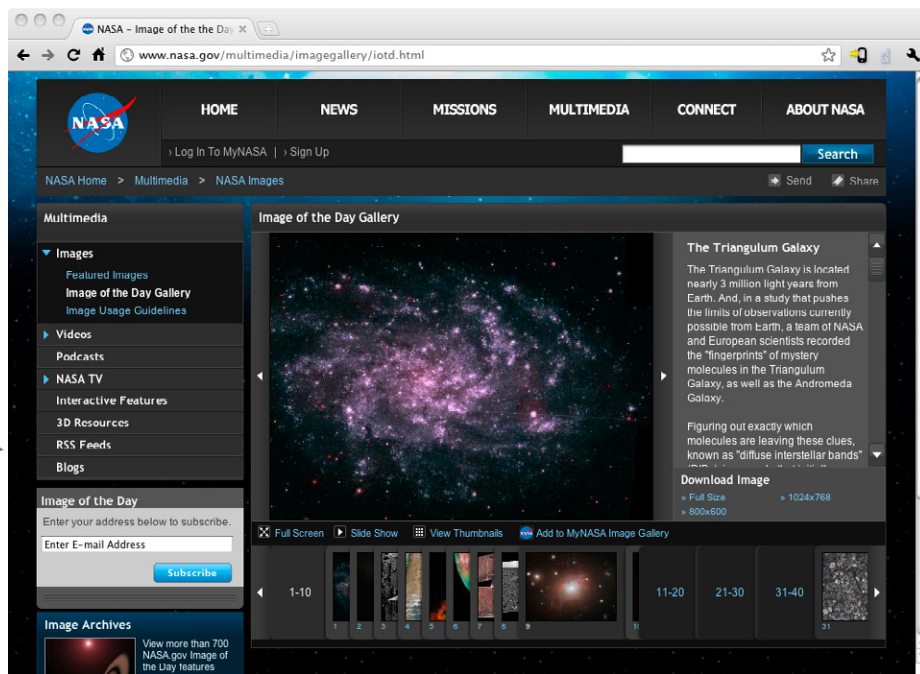 NASA - Image of the the Day
www.nasa.gov/multimedia/imagegallery/iotd.html
NASA
HOME
NEWS
MISSIONS
MULTIMEDIA
CONNECT
ABOUT NASA
› Log In To MyNASA | › Sign Up
Search
NASA Home > Multimedia > NASA Images
Send
Share
Multimedia
Images
Featured Images
Image of the Day Gallery
Image Usage Guidelines
Videos
Podcasts
NASA TV
Interactive Features
3D Resources
RSS Feeds
Blogs
Image of the Day
Enter your address below to subscribe.
Enter E-mail Address
Subscribe
Image Archives
View more than 700
NASA.gov Image of
the Day features
Image of the Day Gallery
The Triangulum Galaxy
The Triangulum Galaxy is located
nearly 3 million light years from
Earth. And, in a study that pushes
the limits of observations currently
possible from Earth, a team of NASA
and European scientists recorded
the "fingerprints" of mystery
molecules in the Triangulum
Galaxy, as well as the Andromeda
Galaxy.
Figuring out exactly which
molecules are leaving these clues,
known as "diffuse interstellar bands"
Download Image
» Full Size
» 1024x768
» 800x600
Full Screen
Slide Show
View Thumbnails
Add to MyNASA Image Gallery
1-10
1
2
3
4
5
6
7
8
9
10
11-20
21-30
31-40
31